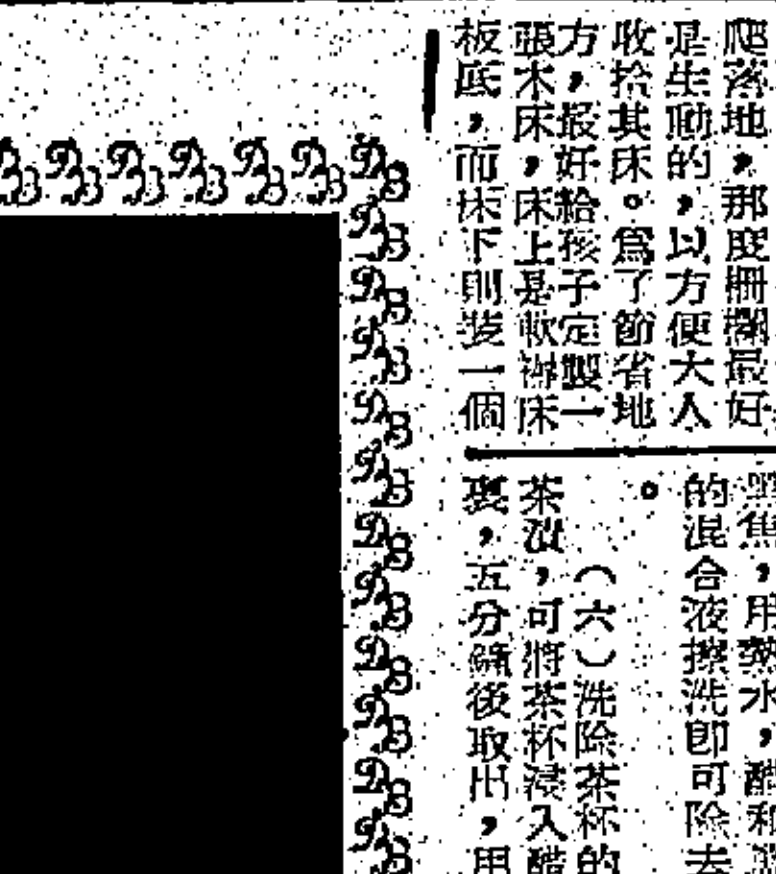 爬落地，那度柵欄最好
是生動的，以方便大人
收拾其床。爲了節省地
方，最好給孩子定製一
張木床，床上是軟褥床
板底，而床下則裝一個
焦，用熱水，醋和
的混合液擦洗卽可除去
。
（六）洗除茶杯的
茶漬，可將茶杯浸入醋
裏，五分鐘後取出，用